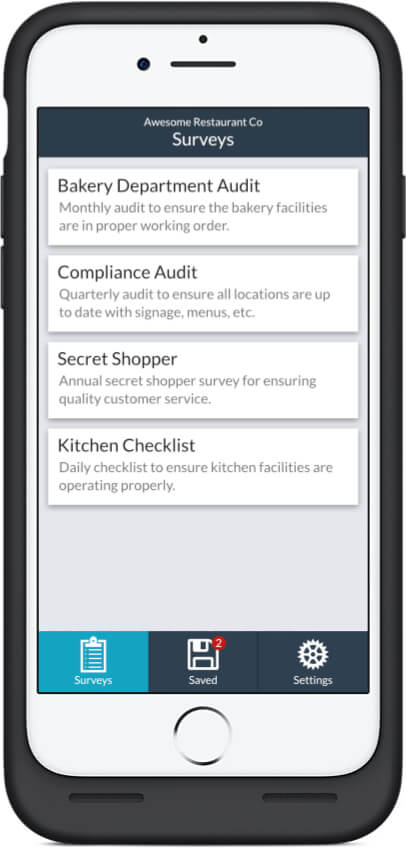 Awesome Restaurant Co
Surveys
Bakery Department Audit
Monthly audit to ensure the bakery facilities
are in proper working order.
Compliance Audit
Quarterly audit to ensure all locations are up
to date with signage, menus, etc.
Secret Shopper
Annual secret shopper survey for ensuring
quality customer service.
Kitchen Checklist
Daily checklist to ensure kitchen facilities are
operating properly.
2
Surveys
Saved
Settings